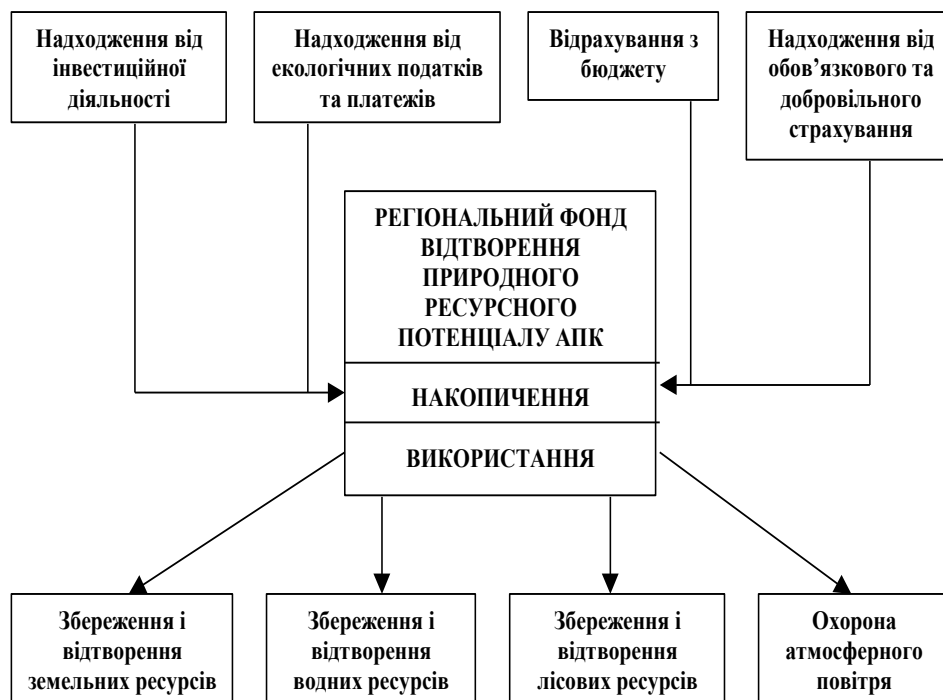 Надходження від
інвестиційної
діяльності
Надходження від
екологічних податків
та платежів
Відрахування з
бюджету
Надходження від
обов’язкового та
добровільного
страхування
РЕГІОНАЛЬНИЙ ФОНД
ВІДТВОРЕННЯ
ПРИРОДНОГО
РЕСУРСНОГО
ПОТЕНЦІАЛУ АПК
НАКОПИЧЕННЯ
ВИКОРИСТАННЯ
Збереження і
відтворення
земельних ресурсів
Збереження і
відтворення
водних ресурсів
Збереження і
відтворення
лісових ресурсів
Охорона
атмосферного
повітря